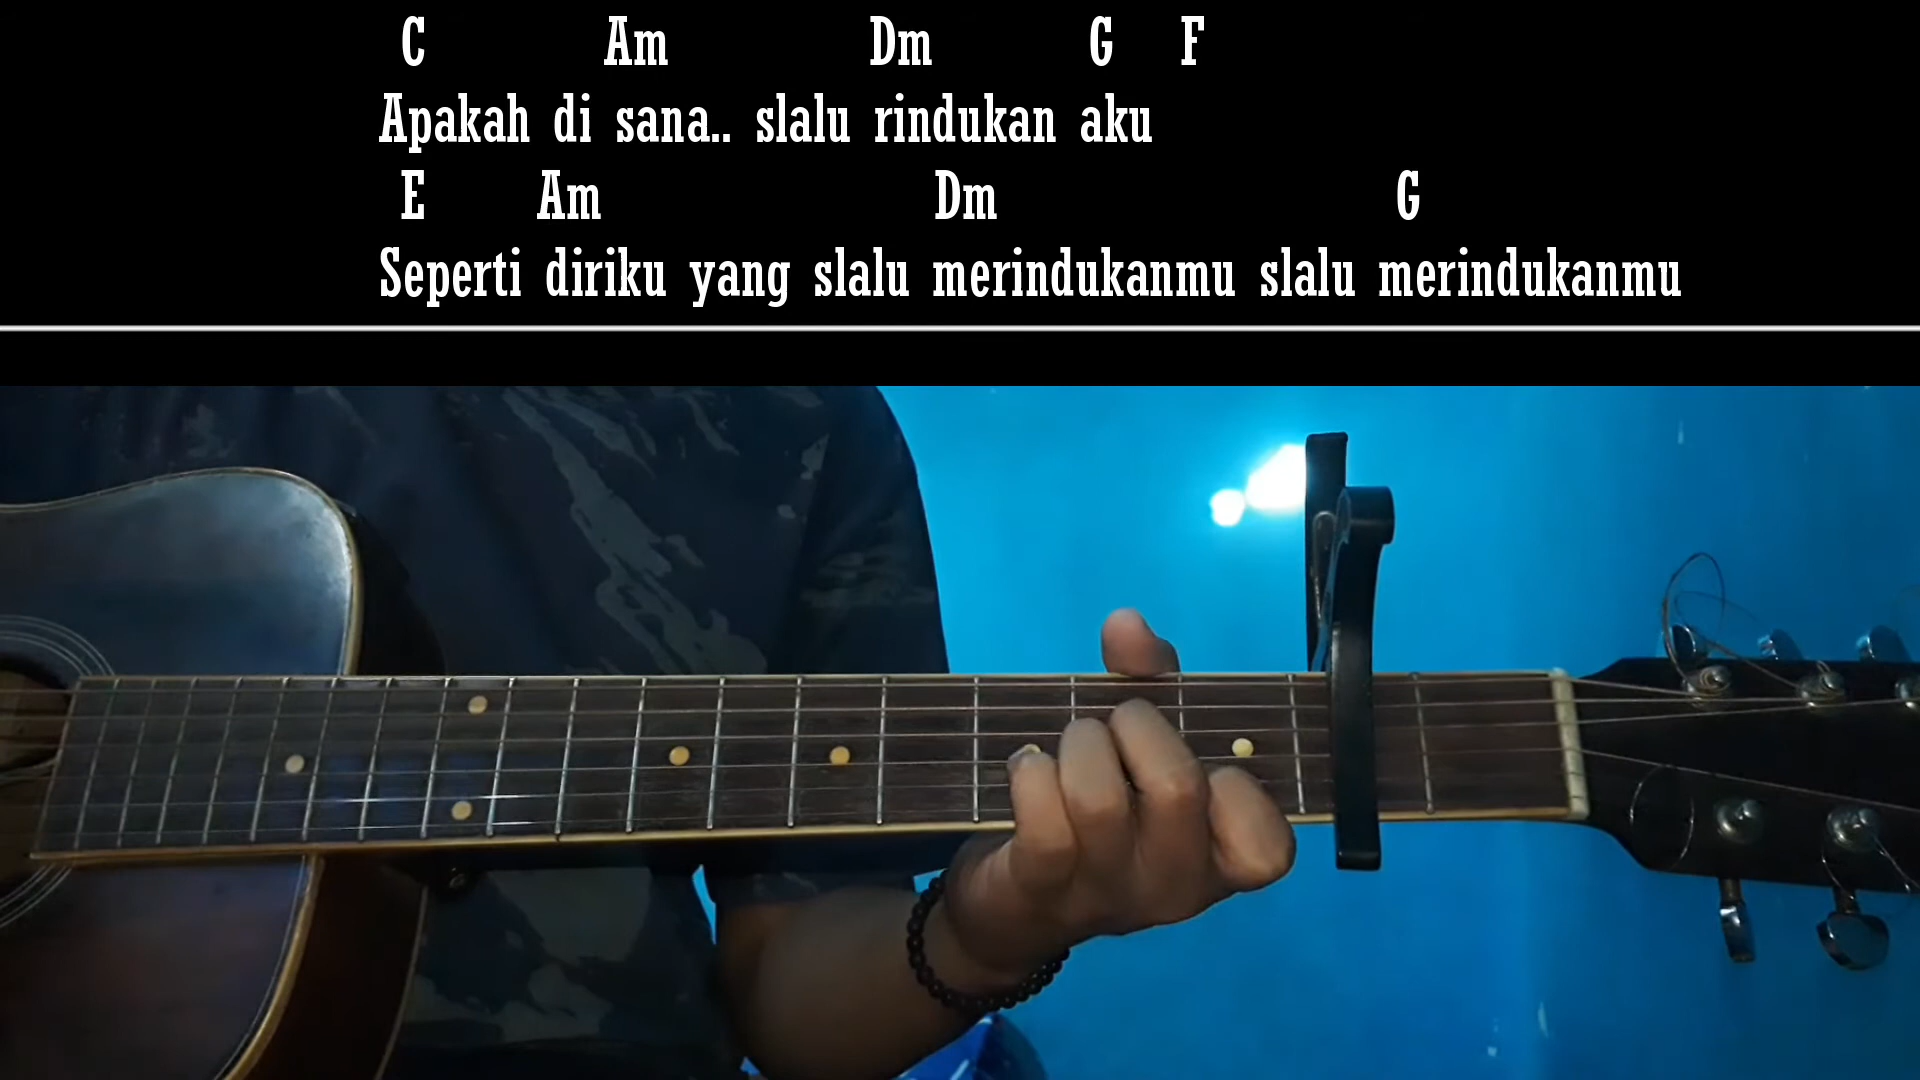 C Am Dm G F
Apakah di sana.. slalu rindukan aku
E Am Dm G
Seperti diriku yang slalu merindukanmu slalu merindukanmu